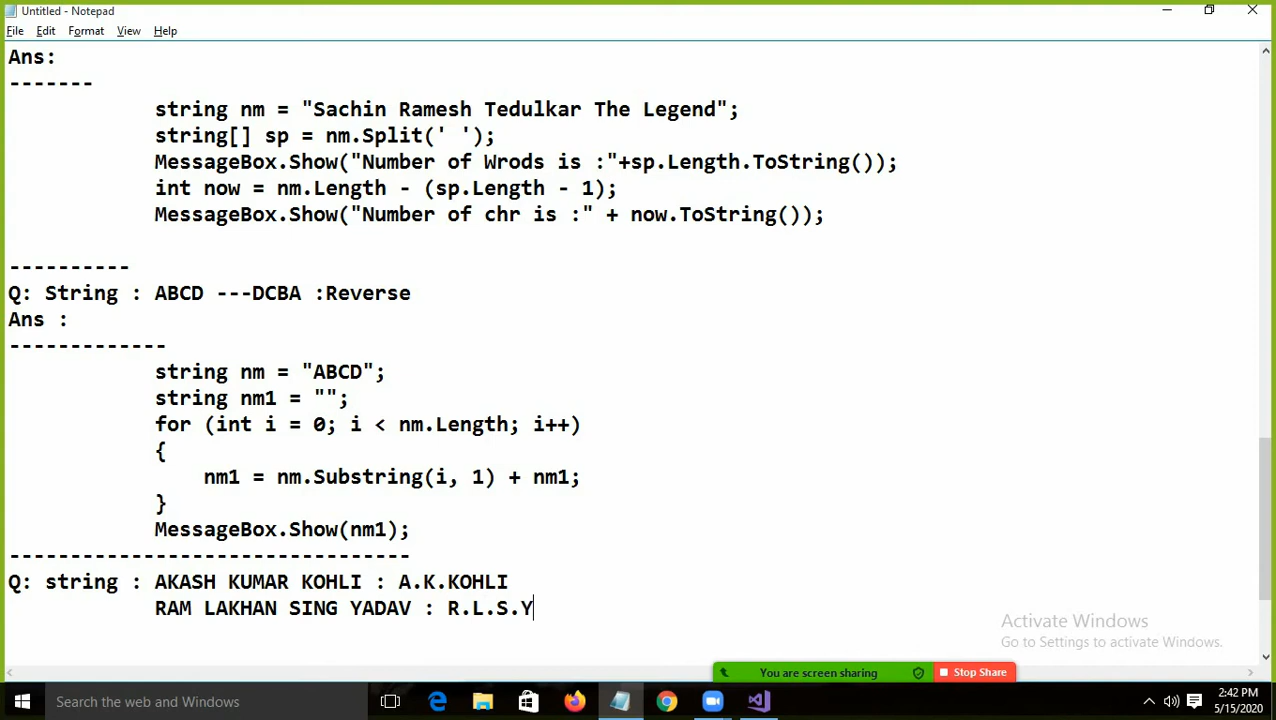 Untitled - Notepad
File Edit Format View Help
Ans:
-------
string nm = "Sachin Ramesh Tedulkar The Legend";
string[] sp = nm.Split(' ');
MessageBox.Show("Number of Wrods is :"+sp.Length.ToString());
int now = nm.Length - (sp.Length - 1);
MessageBox.Show("Number of chr is :" + now.ToString());
----------
Q: String : ABCD ---DCBA :Reverse
Ans :
-------------
string nm = "ABCD";
string nm1 = "";
for (int i = 0; i < nm.Length; i++)
{
nm1 = nm.Substring(i, 1) + nm1;
}
MessageBox.Show(nm1);
---------------------------------
Q: string : AKASH KUMAR KOHLI : A.K.KOHLI
RAM LAKHAN SING YADAV : R.L.S.Y
Activate Windows
Go to Settings to activate Windows.
You are screen sharing Stop Share
Search the web and Windows
2:42 PM
5/15/2020